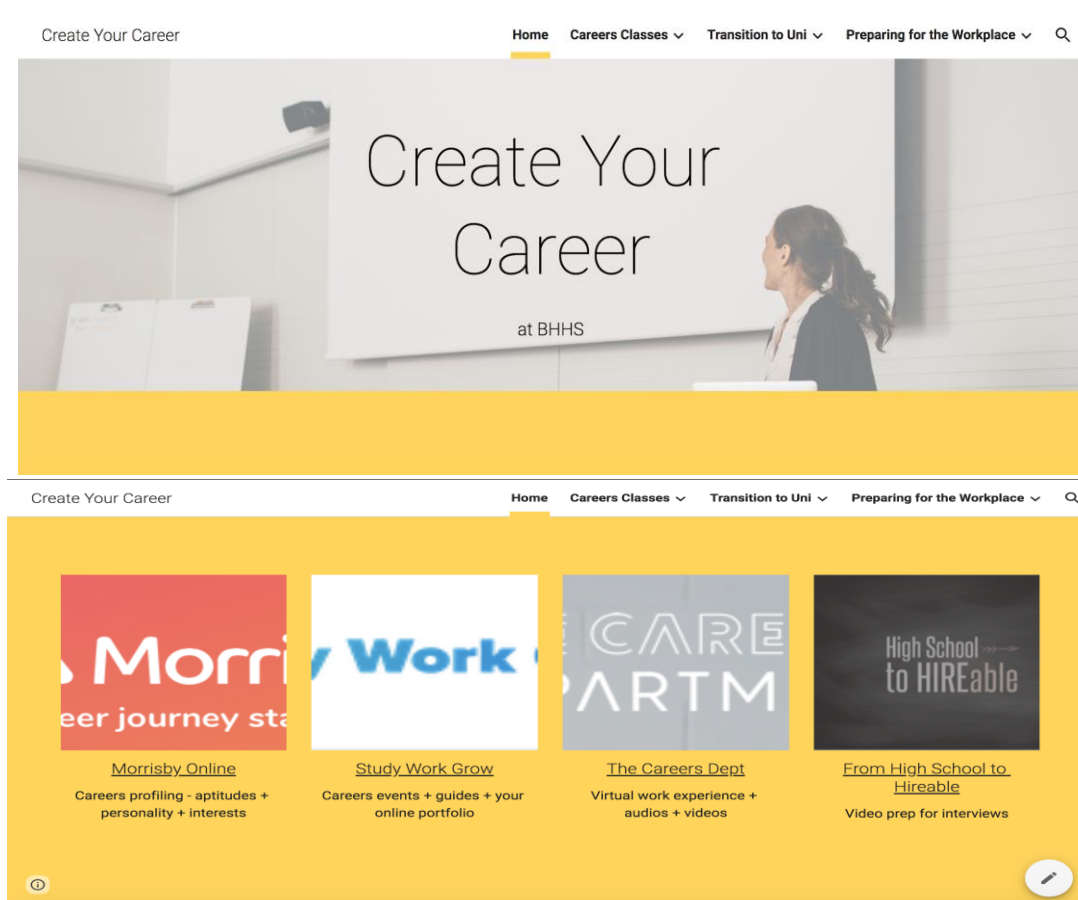 Create Your Career
Home Careers Classes Transition to Uni Preparing for the Workplace
Create Your
Career
at BHHS
Create Your Career
Home Careers Classes Transition to Uni Preparing for the Workplace
Morri
eer journey sta
Work
CARE
PARTM
High School
to HIREable
Morrisby Online
Study Work Grow
The Careers Dept
From High School to
Hireable
Careers profiling - aptitudes +
personality + interests
Careers events + guides + your
online portfolio
Virtual work experience +
audios + videos
Video prep for interviews